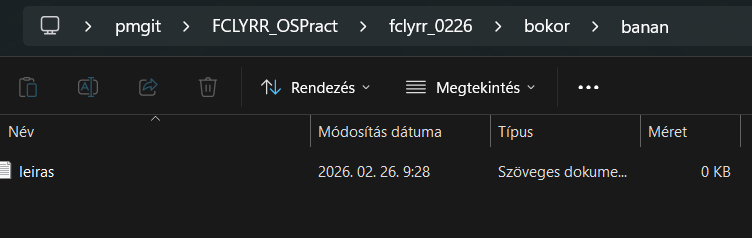 pmgit > FCLYRR_OSPract > fclyrr_0226 > bokor > banan
Rendezés Megtekintés
Név Módosítás dátuma Típus Méret
leiras 2026. 02. 26. 9:28 Szöveges dokume... 0 KB